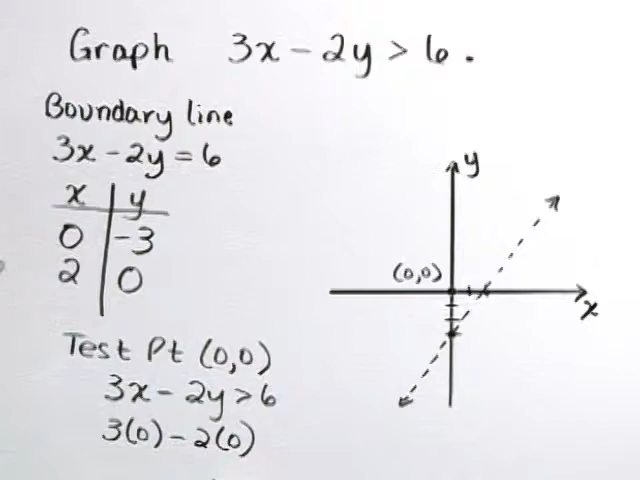 Graph 3x - 2y > 6.
Boundary line
3x - 2y = 6
x y
0 -3
2 0
Test Pt (0,0)
3x - 2y > 6
3(0) - 2(0)
y
(0,0)
x